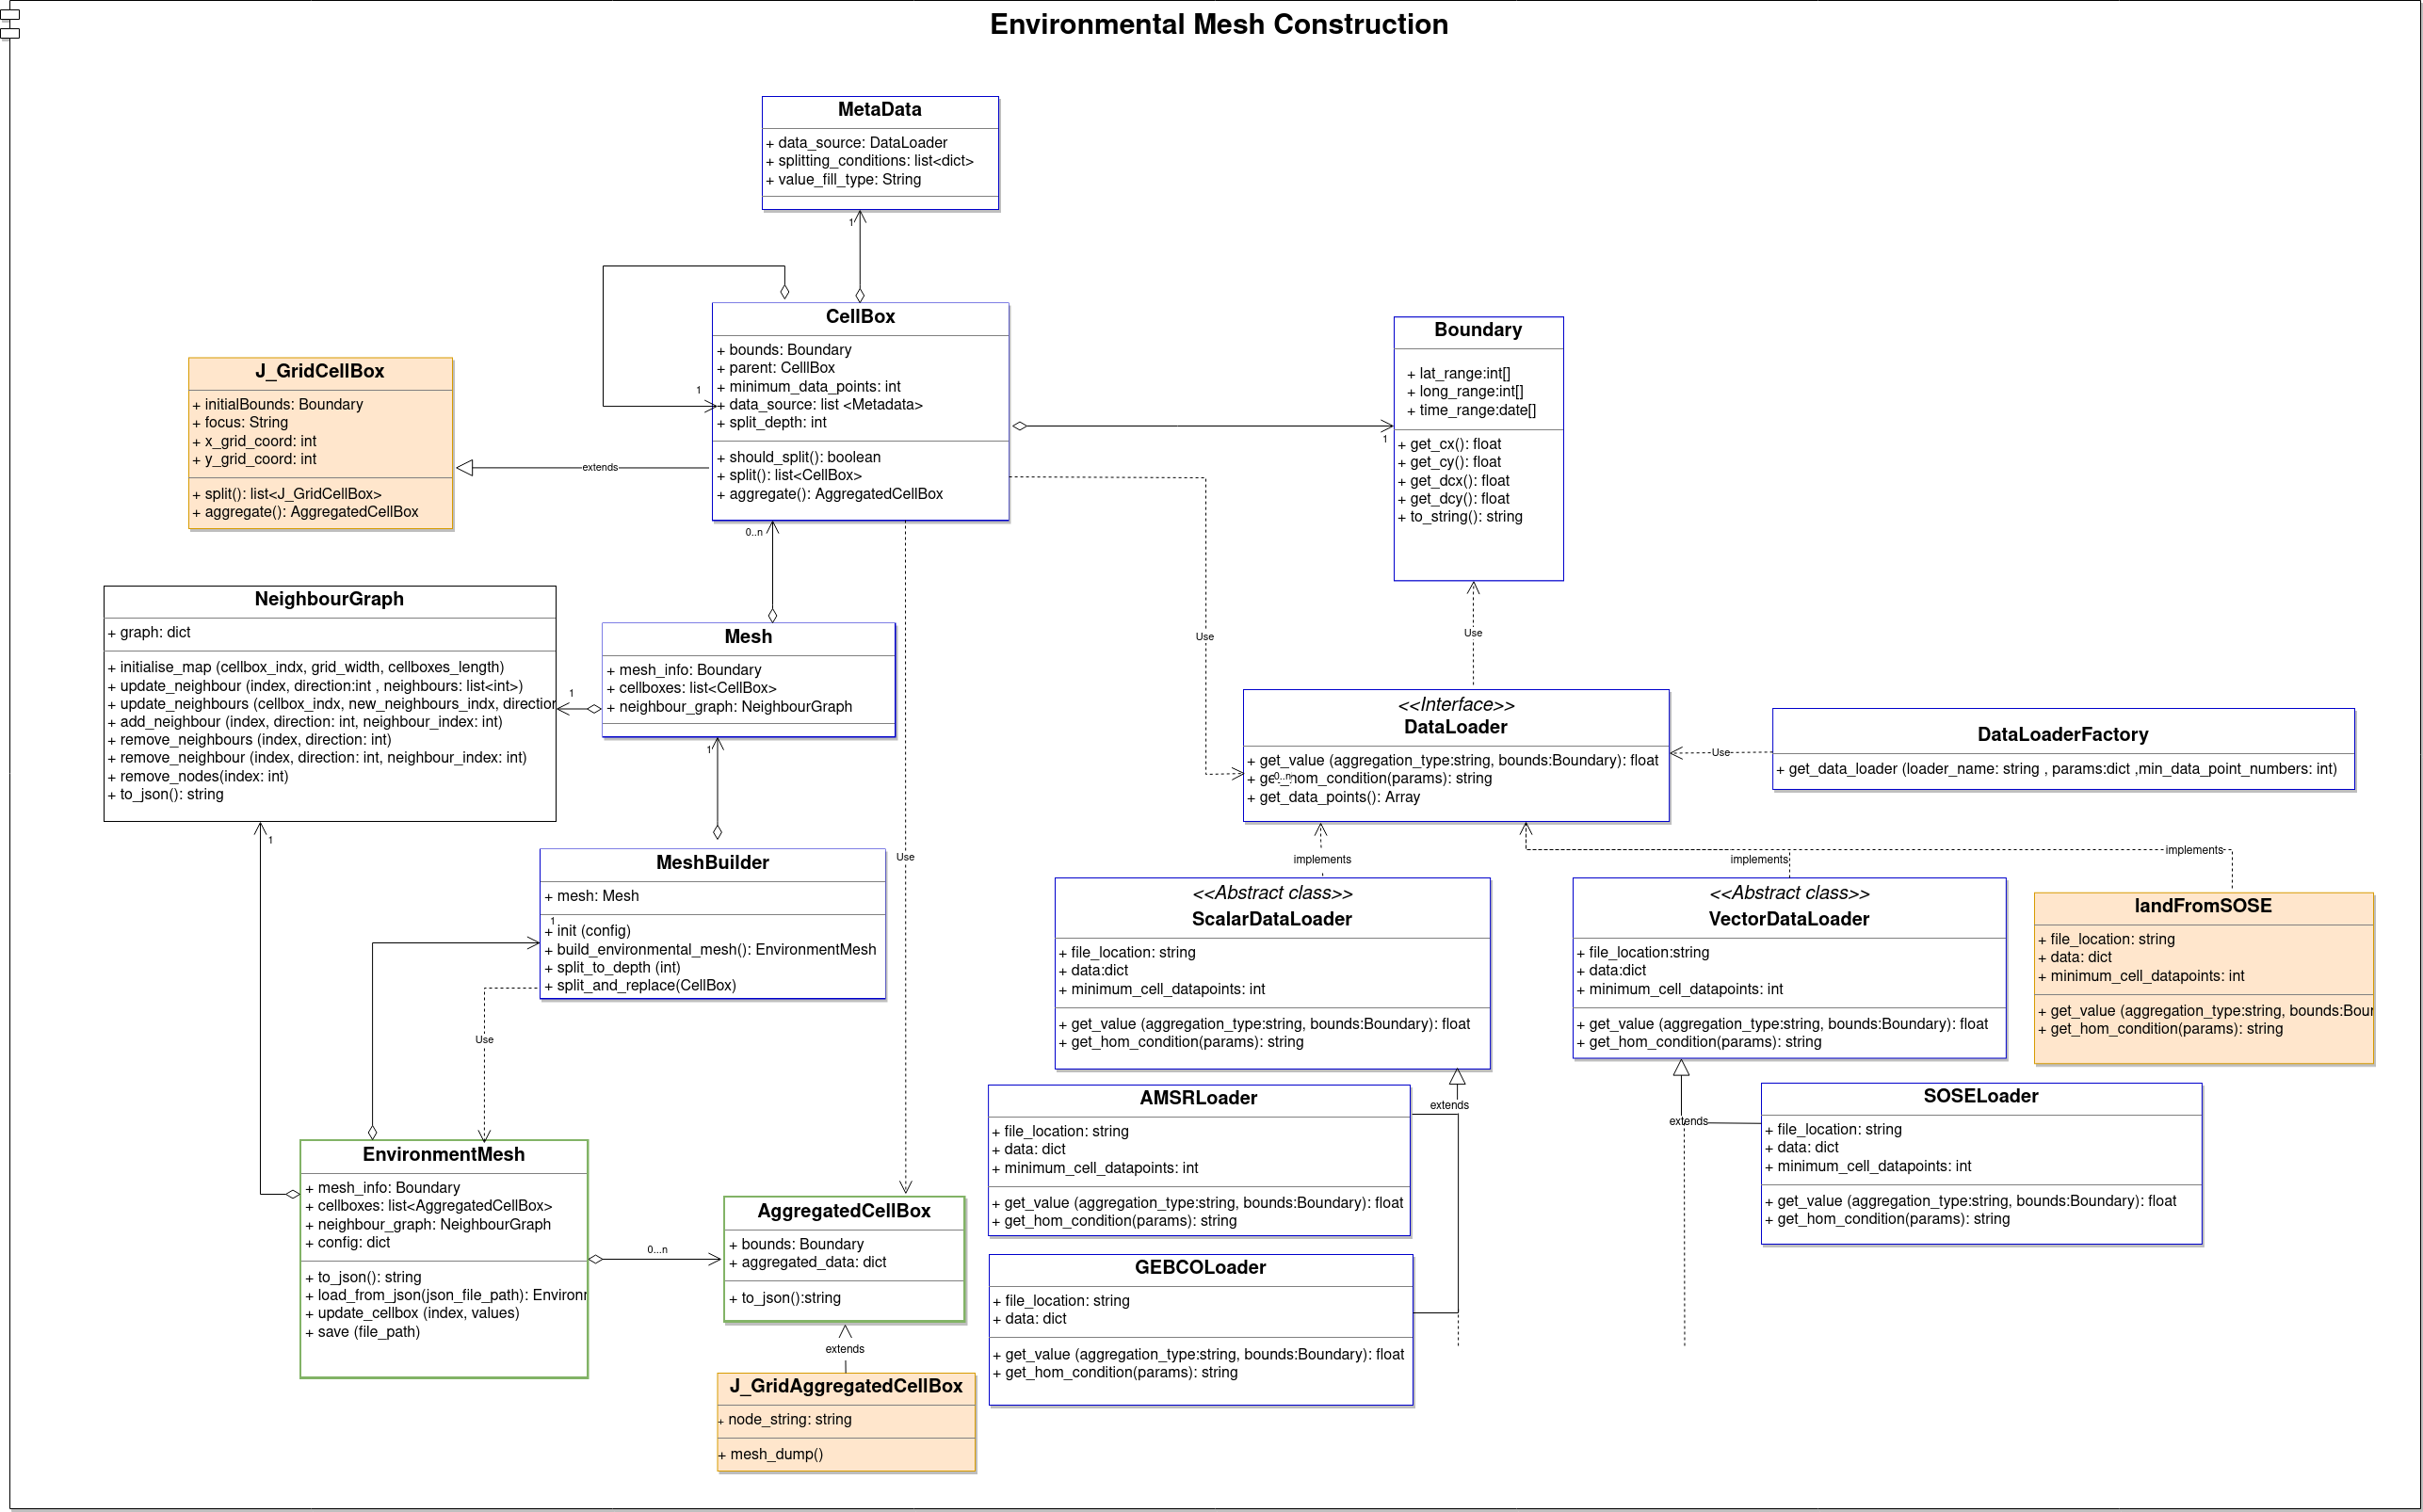 Environmental Mesh Construction
MetaData
+ data_source: DataLoader
+ splitting_conditions: list<dict>
+ value_fill_type: String
1
CellBox
+ bounds: Boundary
+ parent: CelllBox
+ minimum_data_points: int
+ data_source: list <Metadata>
+ split_depth: int
+ should_split(): boolean
+ split(): list<CellBox>
+ aggregate(): AggregatedCellBox
1
Boundary
+ lat_range:int[]
+ long_range:int[]
+ time_range:date[]
+ get_cx(): float
+ get_cy(): float
+ get_dcx(): float
+ get_dcy(): float
+ to_string(): string
1
J_GridCellBox
+ initialBounds: Boundary
+ focus: String
+ x_grid_coord: int
+ y_grid_coord: int
+ split(): list<J_GridCellBox>
+ aggregate(): AggregatedCellBox
extends
0..n
NeighbourGraph
+ graph: dict
+ initialise_map (cellbox_indx, grid_width, cellboxes_length)
+ update_neighbour (index, direction:int , neighbours: list<int>)
+ update_neighbours (cellbox_indx, new_neighbours_indx, direction
+ add_neighbour (index, direction: int, neighbour_index: int)
+ remove_neighbours (index, direction: int)
+ remove_neighbour (index, direction: int, neighbour_index: int)
+ remove_nodes(index: int)
+ to_json(): string
1
Mesh
+ mesh_info: Boundary
+ cellboxes: list<CellBox>
+ neighbour_graph: NeighbourGraph
1
Use
Use
<<Interface>>
DataLoader
+ get_value (aggregation_type:string, bounds:Boundary): float
+ get_hom_condition(params): string
0..n
+ get_data_points(): Array
Use
DataLoaderFactory
+ get_data_loader (loader_name: string , params:dict ,min_data_point_numbers: int)
1
MeshBuilder
+ mesh: Mesh
1
+ init (config)
+ build_environmental_mesh(): EnvironmentMesh
+ split_to_depth (int)
+ split_and_replace(CellBox)
Use
Use
implements
implements
implements
<<Abstract class>>
ScalarDataLoader
+ file_location: string
+ data:dict
+ minimum_cell_datapoints: int
+ get_value (aggregation_type:string, bounds:Boundary): float
+ get_hom_condition(params): string
<<Abstract class>>
VectorDataLoader
+ file_location:string
+ data:dict
+ minimum_cell_datapoints: int
+ get_value (aggregation_type:string, bounds:Boundary): float
+ get_hom_condition(params): string
landFromSOSE
+ file_location: string
+ data: dict
+ minimum_cell_datapoints: int
+ get_value (aggregation_type:string, bounds:Bour
+ get_hom_condition(params): string
extends
extends
AMSRLoader
+ file_location: string
+ data: dict
+ minimum_cell_datapoints: int
+ get_value (aggregation_type:string, bounds:Boundary): float
+ get_hom_condition(params): string
SOSELoader
+ file_location: string
+ data: dict
+ minimum_cell_datapoints: int
+ get_value (aggregation_type:string, bounds:Boundary): float
+ get_hom_condition(params): string
GEBCOLoader
+ file_location: string
+ data: dict
+ get_value (aggregation_type:string, bounds:Boundary): float
+ get_hom_condition(params): string
EnvironmentMesh
+ mesh_info: Boundary
+ cellboxes: list<AggregatedCellBox>
+ neighbour_graph: NeighbourGraph
+ config: dict
+ to_json(): string
+ load_from_json(json_file_path): Environr
+ update_cellbox (index, values)
+ save (file_path)
0...n
AggregatedCellBox
+ bounds: Boundary
+ aggregated_data: dict
+ to_json():string
extends
J_GridAggregatedCellBox
+ node_string: string
+ mesh_dump()